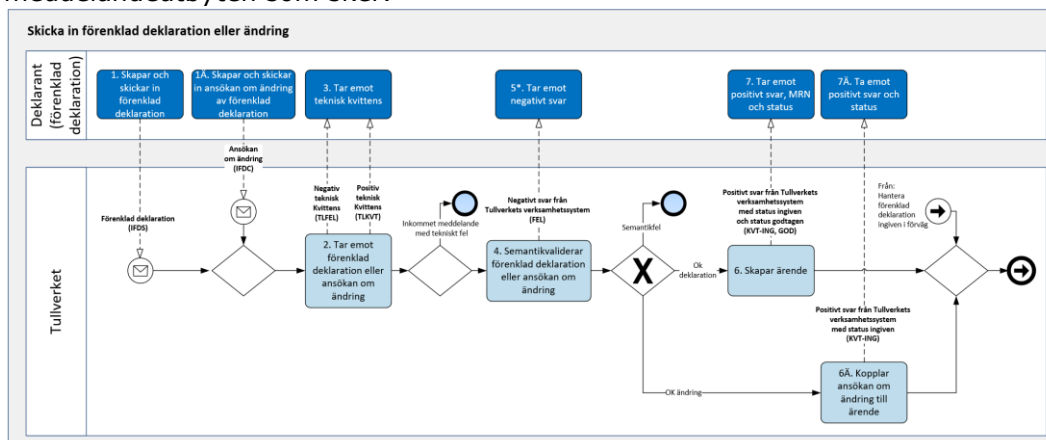 meddelandeutbyten som sker.
Skicka in förenklad deklaration eller ändring
Deklarant
(förenklad
deklaration)
1. Skapar och
skickar in
förenklad
deklaration
1Ä. Skapar och skickar
in ansökan om ändring
av förenklad
deklaration
3. Tar emot
teknisk kvittens
5*. Tar emot
negativt svar
7. Tar emot
positivt svar, MRN
och status
7Ä. Ta emot
positivt svar och
status
Tullverket
Förenklad deklaration
(IFDS)
Ansökan
om ändring
(IFDC)
Negativ
teknisk
Kvittens
(TLFEL)
Positiv
teknisk
Kvittens
(TLKVT)
2. Tar emot
förenklad
deklaration eller
ansökan om
ändring
Inkommet meddelande
med tekniskt fel
Negativt svar från
Tullverkets verksamhetssystem
(FEL)
4. Semantikvaliderar
förenklad deklaration
eller ansökan om
ändring
Semantikfel
Ok
deklaration
OK ändring
Positivt svar från Tullverkets
verksamhetssystem
med status ingiven
och status godtagen
(KVT-ING, GOD)
6. Skapar ärende
Positivt svar från Tullverkets
verksamhetssystem
med status ingiven
(KVT-ING)
6Ä. Kopplar
ansökan om
ändring till
ärende
Från:
Hantera
förenklad
deklaration
ingiven i förväg